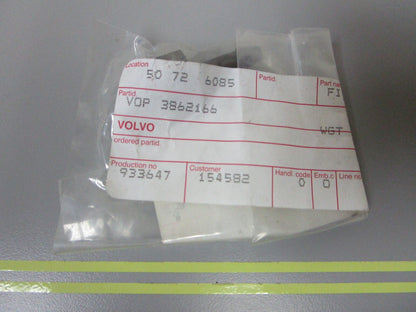 Location Partid. Part na
50 72 6085 FI
Partid.
VOP 3862166
VOLVO WGT
ordered partid.
Production no Customer Handl. code Emb.c Line no
933647 154582 0 0